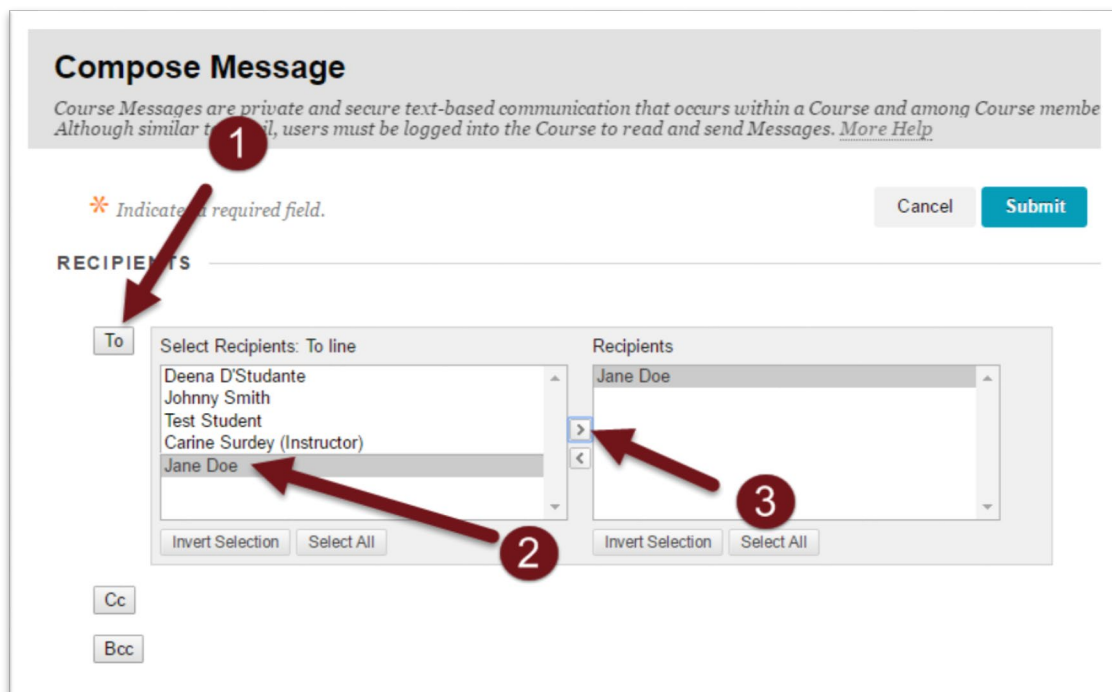 Compose Message
Course Messages are private and secure text-based communication that occurs within a Course and among Course membe
Although similar t il, users must be logged into the Course to read and send Messages. More Help
1
* Indicate a required field.
Cancel
Submit
RECIPIENTS
To
Select Recipients: To line
Recipients
Deena D'Studante
Johnny Smith
Test Student
Carine Surdey (Instructor)
Jane Doe
Jane Doe
>
<
3
2
Invert Selection
Select All
Invert Selection
Select All
Cc
Bcc